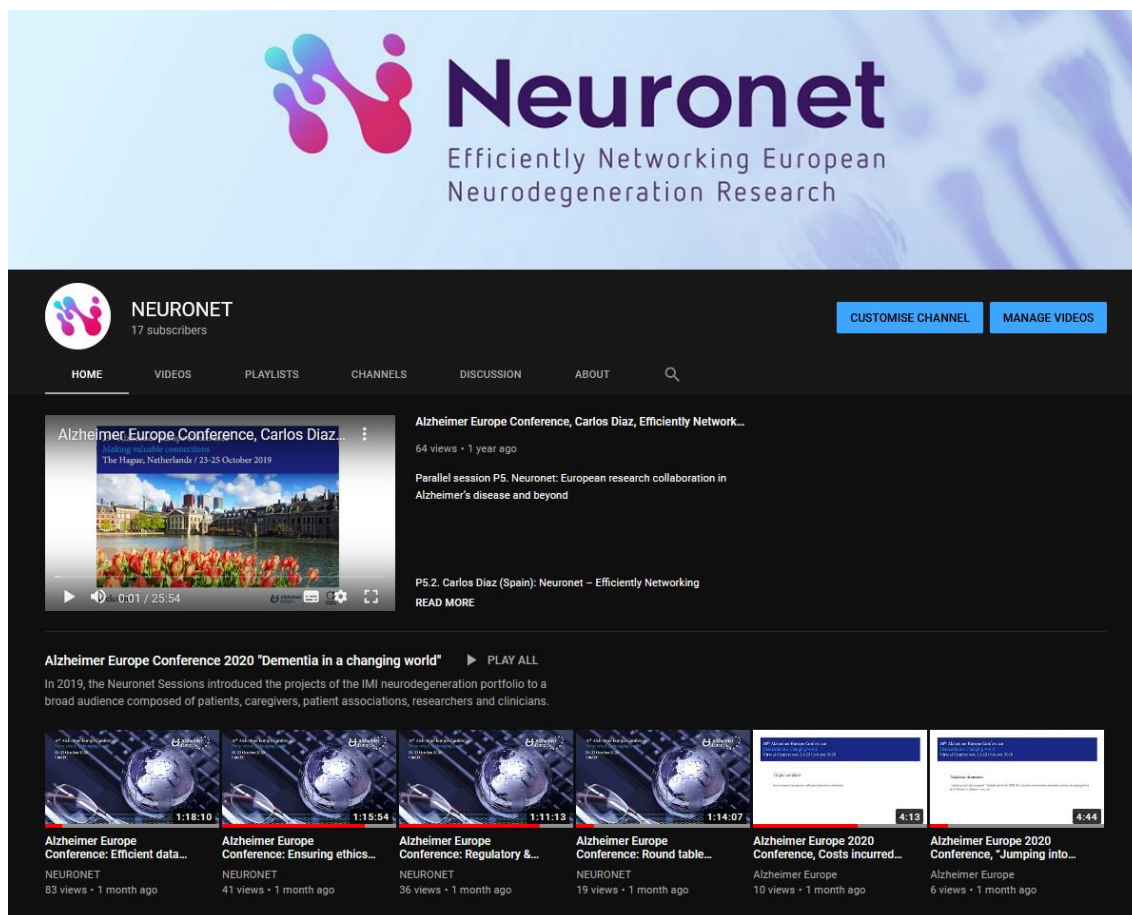 Neuronet
Efficiently Networking European
Neurodegeneration Research
NEURONET
17 subscribers
CUSTOMISE CHANNEL
MANAGE VIDEOS
HOME
VIDEOS
PLAYLISTS
CHANNELS
DISCUSSION
ABOUT
Alzheimer Europe Conference, Carlos Diaz...
Making valuable connections
The Hague, Netherlands / 23-25 October 2019
0:01 / 25:54
Alzheimer Europe Conference, Carlos Diaz, Efficiently Network...
64 views • 1 year ago
Parallel session P5. Neuronet: European research collaboration in
Alzheimer's disease and beyond
P5.2. Carlos Diaz (Spain): Neuronet – Efficiently Networking
READ MORE
Alzheimer Europe Conference 2020 "Dementia in a changing world"
PLAY ALL
In 2019, the Neuronet Sessions introduced the projects of the IMI neurodegeneration portfolio to a
broad audience composed of patients, caregivers, patient associations, researchers and clinicians.
1:18:10
1:15:54
1:11:13
1:14:07
4:13
4:44
Alzheimer Europe
Conference: Efficient data...
NEURONET
83 views • 1 month ago
Alzheimer Europe
Conference: Ensuring ethics...
NEURONET
41 views • 1 month ago
Alzheimer Europe
Conference: Regulatory &...
NEURONET
36 views • 1 month ago
Alzheimer Europe
Conference: Round table...
NEURONET
19 views • 1 month ago
Alzheimer Europe 2020
Conference, Costs incurred...
Alzheimer Europe
10 views • 1 month ago
Alzheimer Europe 2020
Conference, “Jumping into...
Alzheimer Europe
6 views • 1 month ago